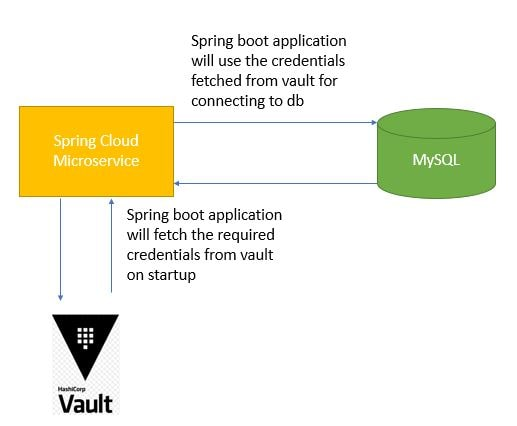 Spring boot application
will use the credentials
fetched from vault for
connecting to db
Spring Cloud
Microservice
MySQL
Spring boot application
will fetch the required
credentials from vault
on startup
HashiCorp
Vault